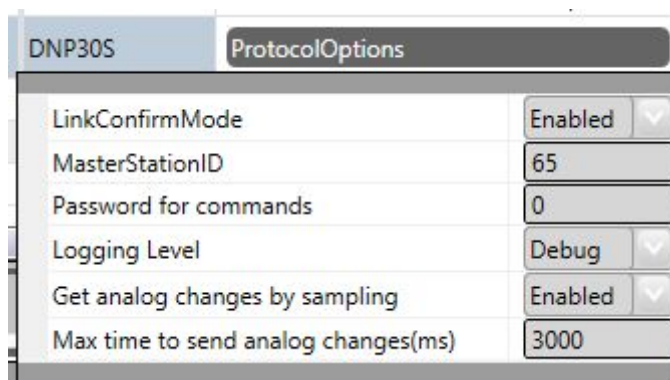 DNP30S ProtocolOptions
LinkConfirmMode Enabled
MasterStationID 65
Password for commands 0
Logging Level Debug
Get analog changes by sampling Enabled
Max time to send analog changes(ms) 3000